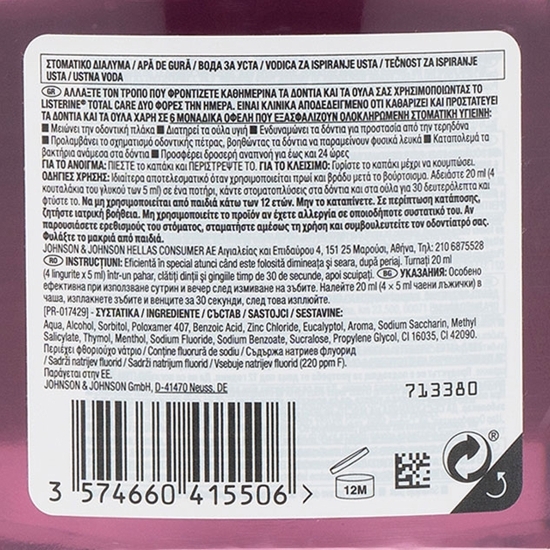 ΣΤΟΜΑΤΙΚΟ ΔΙΑΛΥΜΑ / APĂ DE GURĂ / ВОДА ЗА УСТА / VODICA ZA ISPIRANJE USTA / TEČNOST ZA ISPIRANJE
USTA / USTNA VODA
GR ΑΛΛΑΞΤΕ ΤΟΝ ΤΡΟΠΟ ΠΟΥ ΦΡΟΝΤΙΖΕΤΕ ΚΑΘΗΜΕΡΙΝΑ ΤΑ ΔΟΝΤΙΑ ΚΑΙ ΤΑ ΟΥΛΑ ΣΑΣ ΧΡΗΣΙΜΟΠΟΙΩΝΤΑΣ ΤΟ
LISTERINE® TOTAL CARE ΔΥΟ ΦΟΡΕΣ ΤΗΝ ΗΜΕΡΑ. ΕΙΝΑΙ ΚΛΙΝΙΚΑ ΑΠΟΔΕΔΕΙΓΜΕΝΟ ΟΤΙ ΚΑΘΑΡΙΖΕΙ ΚΑΙ ΠΡΟΣΤΑΤΕΥΕΙ
ΤΑ ΔΟΝΤΙΑ ΚΑΙ ΤΑ ΟΥΛΑ ΧΑΡΗ ΣΕ 6 ΜΟΝΑΔΙΚΑ ΟΦΕΛΗ ΠΟΥ ΕΞΑΣΦΑΛΙΖΟΥΝ ΟΛΟΚΛΗΡΩΜΕΝΗ ΣΤΟΜΑΤΙΚΗ ΥΓΙΕΙΝΗ:
▪ Μειώνει την οδοντική πλάκα ▪ Διατηρεί τα ούλα υγιή ▪ Ενδυναμώνει τα δόντια για προστασία από την τερηδόνα
▪ Προλαμβάνει το σχηματισμό οδοντικής πέτρας, βοηθώντας τα δόντια να παραμείνουν φυσικά λευκά ▪ Καταπολεμά τα
βακτήρια ανάμεσα στα δόντια ▪ Προσφέρει δροσερή αναπνοή για έως και 24 ώρες
ΓΙΑ ΤΟ ΑΝΟΙΓΜΑ: ΠΙΕΣΤΕ ΤΟ ΚΑΠΑΚΙ ΚΑΙ ΠΕΡΙΣΤΡΕΨΤΕ ΤΟ. ΓΙΑ ΤΟ ΚΛΕΙΣΙΜΟ: Γυρίστε το καπάκι μέχρι να κουμπώσει.
ΟΔΗΓΙΕΣ ΧΡΗΣΗΣ: Ιδιαίτερα αποτελεσματικό όταν χρησιμοποιείται πρωί και βράδυ μετά το βούρτσισμα. Αδειάστε 20 ml (4
κουταλάκια του γλυκού των 5 ml) σε ένα ποτήρι, κάντε στοματοπλύσεις στα δόντια και στα ούλα για 30 δευτερόλεπτα και
φτύστε το. Να μη χρησιμοποιείται από παιδιά κάτω των 12 ετών. Μην το καταπίνετε. Σε περίπτωση κατάποσης,
ζητήστε ιατρική βοήθεια. Μη χρησιμοποιείτε το προϊόν αν έχετε αλλεργία σε οποιοδήποτε συστατικό του. Αν
παρουσιάσετε ερεθισμούς του στόματος, σταματήστε αμέσως τη χρήση και συμβουλευθείτε τον οδοντίατρό σας.
Φυλάξτε το μακριά από παιδιά.
JOHNSON & JOHNSON HELLAS CONSUMER AE Αιγιαλείας και Επιδαύρου 4, 151 25 Μαρούσι, Αθήνα, Τηλ: 210 6875528
RO INSTRUCŢIUNI: Eficientă în special atunci când este folosită dimineaţa şi seara, după periaj. Turnaţi 20 ml
(4 linguriţe x 5 ml) într-un pahar, clătiţi dinţii şi gingiile timp de 30 de secunde, apoi scuipaţi. BG УКАЗАНИЯ: Особено
ефективна при използване сутрин и вечер след измиване на зъбите. Налейте 20 ml (4 × 5 ml чаени лъжички) в
чаша, изплакнете зъбите и венците за 30 секунди, след това изплюйте.
[PR-017429] - ΣΥΣΤΑΤΙΚΑ / INGREDIENTE / СЪСТАВ / SASTOJCI / SESTAVINE:
Aqua, Alcohol, Sorbitol, Poloxamer 407, Benzoic Acid, Zinc Chloride, Eucalyptol, Aroma, Sodium Saccharin, Methyl
Salicylate, Thymol, Menthol, Sodium Fluoride, Sodium Benzoate, Sucralose, Propylene Glycol, CI 16035, CI 42090.
Περιέχει φθοριούχο νάτριο / Conţine fluorură de sodiu / Съдържа натриев флуорид
/ Sadrži natrijev fluorid / Sadrži natrijum fluorid / Vsebuje natrijev fluorid (220 ppm F).
Παράγεται στην ΕΕ.
JOHNSON & JOHNSON GmbH, D-41470 Neuss, DE
713380
3 574660 415506 >
12M
®